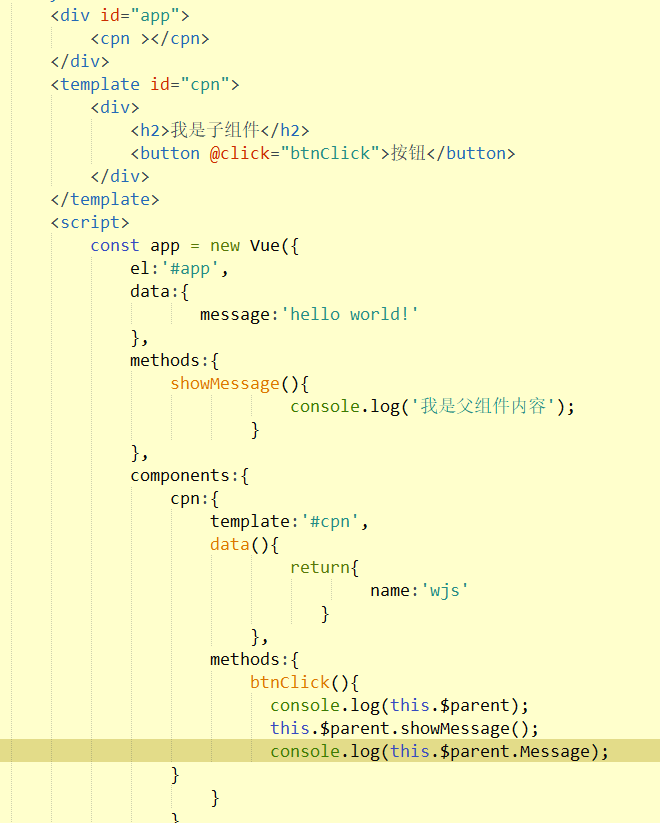 <div id="app">
<cpn ></cpn>
</div>
<template id="cpn">
<div>
<h2>我是子组件</h2>
<button @click="btnClick">按钮</button>
</div>
</template>
<script>
const app = new Vue({
el:'#app',
data:{
message:'hello world!'
},
methods:{
showMessage(){
console.log('我是父组件内容');
}
},
components:{
cpn:{
template:'#cpn',
data(){
return{
name:'wjs'
}
},
methods:{
btnClick(){
console.log(this.$parent);
this.$parent.showMessage();
console.log(this.$parent.Message);
}
}
}